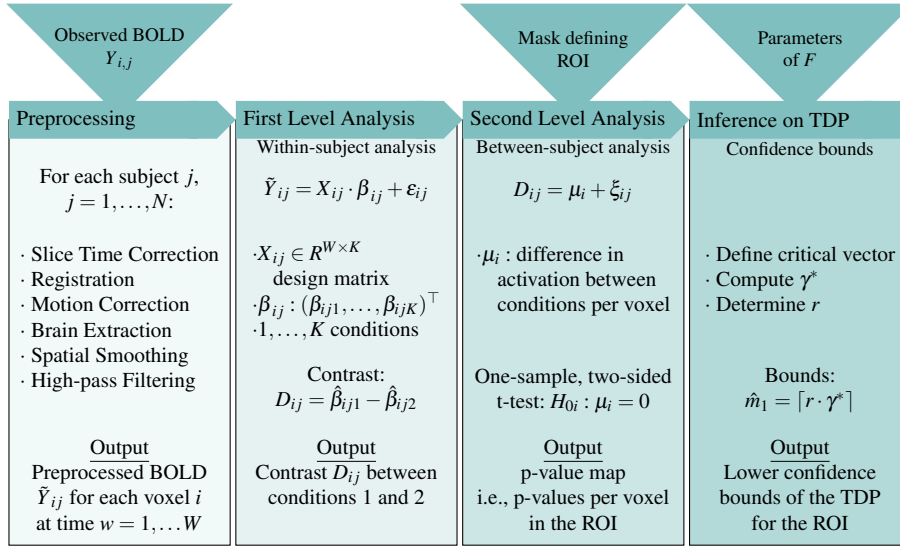 Observed BOLD
Y_{i,j}
Mask defining
ROI
Parameters
of F
Preprocessing
For each subject j,
j = 1,...,N:
· Slice Time Correction
· Registration
· Motion Correction
· Brain Extraction
· Spatial Smoothing
· High-pass Filtering
Output
Preprocessed BOLD
Ỹ_{ij} for each voxel i
at time w = 1,...W
First Level Analysis
Within-subject analysis
Ỹ_{ij} = X_{ij} · β_{ij} + ε_{ij}
·X_{ij} ∈ R^{W×K}
design matrix
·β_{ij} : (β_{ij1},...,β_{ijK})^⊤
·1,...,K conditions
Contrast:
D_{ij} = β̂_{ij1} − β̂_{ij2}
Output
Contrast D_{ij} between
conditions 1 and 2
Second Level Analysis
Between-subject analysis
D_{ij} = μ_i + ξ_{ij}
·μ_i : difference in
activation between
conditions per voxel
One-sample, two-sided
t-test: H_{0i} : μ_i = 0
Output
p-value map
i.e., p-values per voxel
in the ROI
Inference on TDP
Confidence bounds
· Define critical vector
· Compute γ*
· Determine r
Bounds:
m̂_1 = ⌈r · γ*⌉
Output
Lower confidence
bounds of the TDP
for the ROI